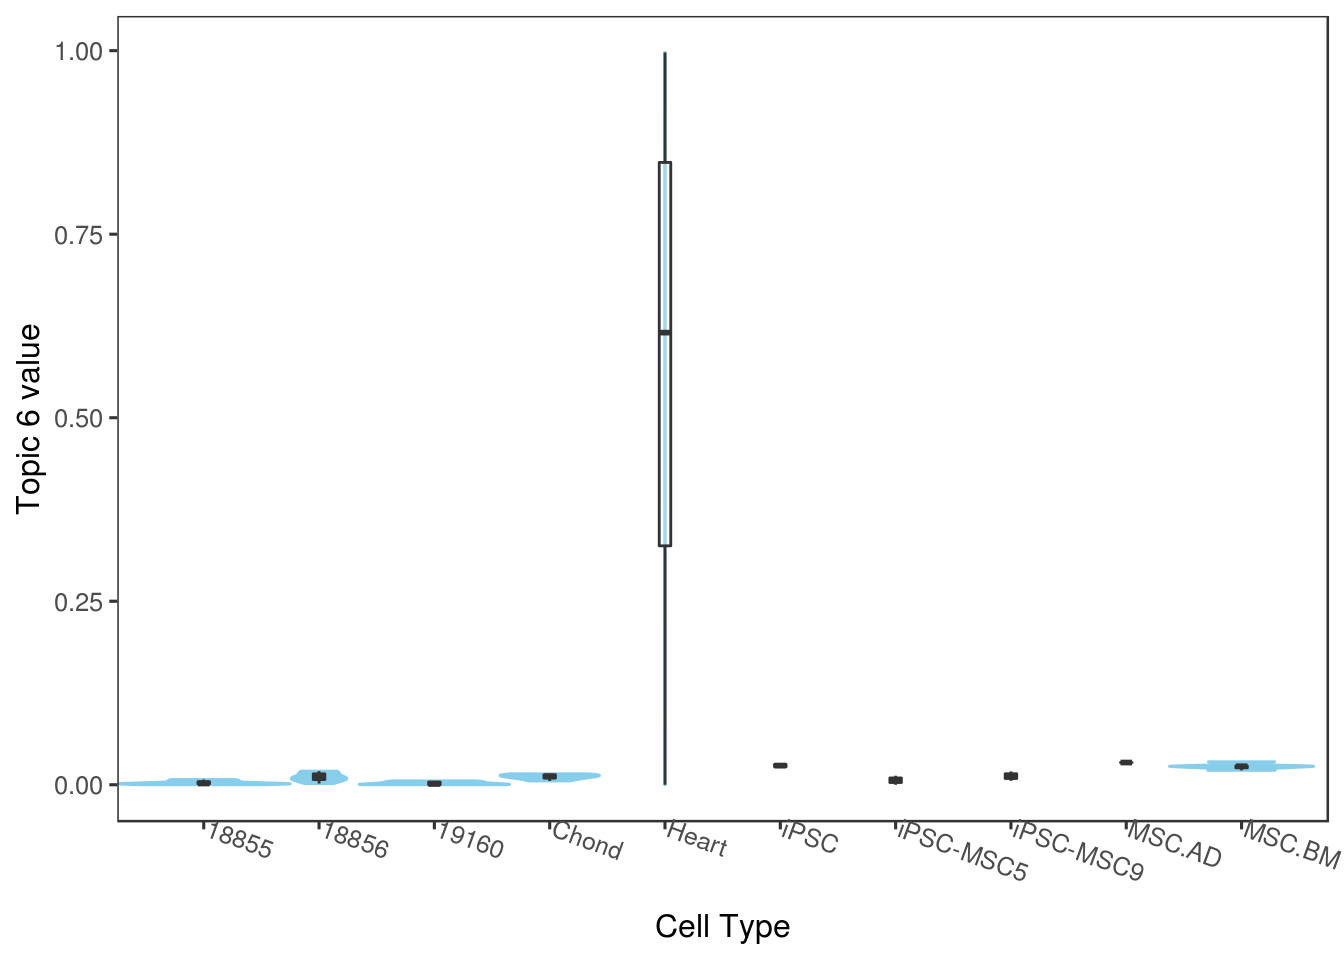 1.00
0.75
0.50
0.25
0.00
Topic 6 value
18855
18856
19160
Chond
Heart
iPSC
iPSC-MSC5
iPSC-MSC9
MSC.AD
MSC.BM
Cell Type